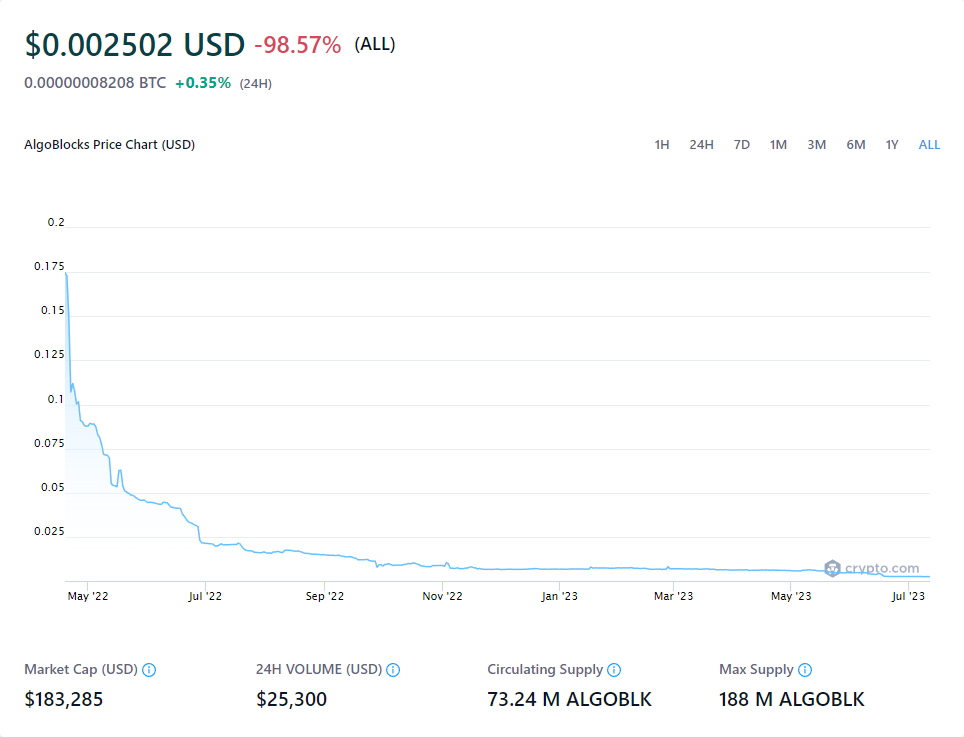 $0.002502 USD -98.57% (ALL)
0.00000008208 BTC +0.35% (24H)
AlgoBlocks Price Chart (USD) 1H 24H 7D 1M 3M 6M 1Y ALL
0.2
0.175
0.15
0.125
0.1
0.075
0.05
0.025
crypto.com
May '22 Jul '22 Sep '22 Nov '22 Jan '23 Mar '23 May '23 Jul '23
Market Cap (USD) 24H VOLUME (USD) Circulating Supply Max Supply
$183,285 $25,300 73.24 M ALGOBLK 188 M ALGOBLK